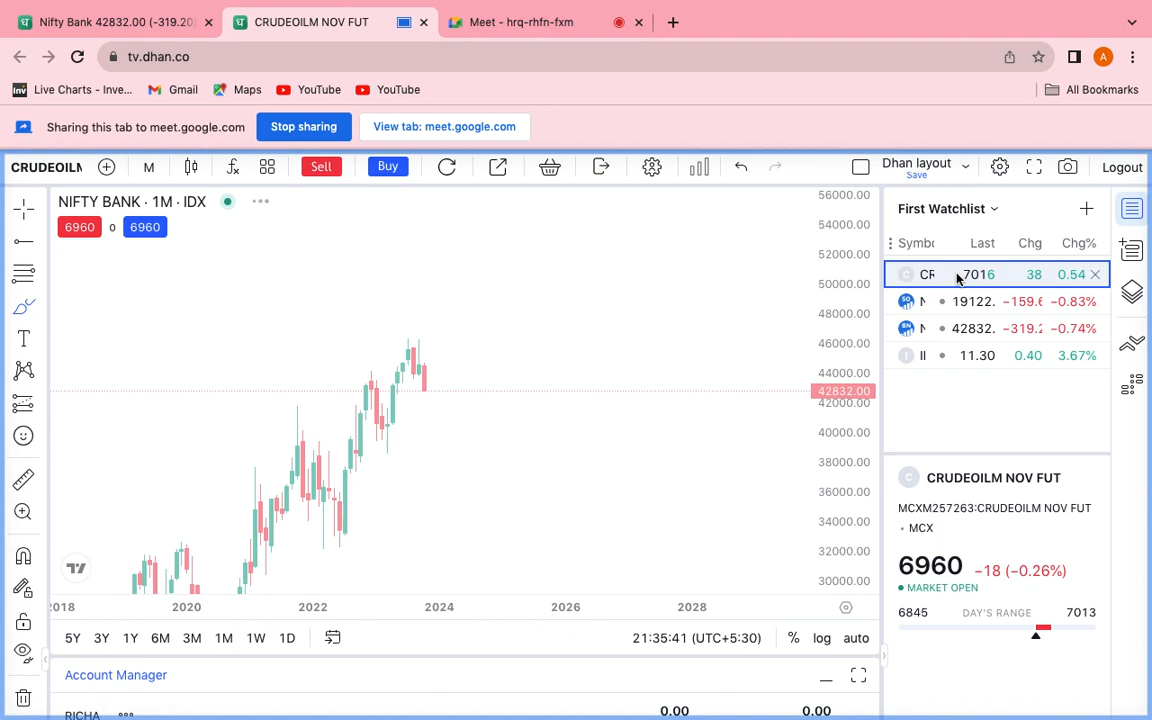 Nifty Bank 42832.00 (-319.20
CRUDEOILM NOV FUT
Meet - hrq-rhfn-fxm
tv.dhan.co
A
Inv Live Charts - Inve...
Gmail
Maps
YouTube
YouTube
All Bookmarks
Sharing this tab to meet.google.com
Stop sharing
View tab: meet.google.com
CRUDEOILM
M
Sell
Buy
Dhan layout
Save
Logout
NIFTY BANK · 1M · IDX
6960 0 6960
56000.00
54000.00
52000.00
50000.00
48000.00
46000.00
44000.00
42832.00
42000.00
40000.00
38000.00
36000.00
34000.00
32000.00
30000.00
2018 2020 2022 2024 2026 2028
5Y 3Y 1Y 6M 3M 1M 1W 1D
21:35:41 (UTC+5:30) % log auto
Account Manager
RICHA 0.00 0.00
First Watchlist
Symbo Last Chg Chg%
C CR 7016 38 0.54
50 N 19122. −159.6 −0.83%
BN N 42832. −319.2 −0.74%
I II 11.30 0.40 3.67%
C CRUDEOILM NOV FUT
MCXM257263:CRUDEOILM NOV FUT
· MCX
6960 −18 (−0.26%)
MARKET OPEN
6845 DAY'S RANGE 7013